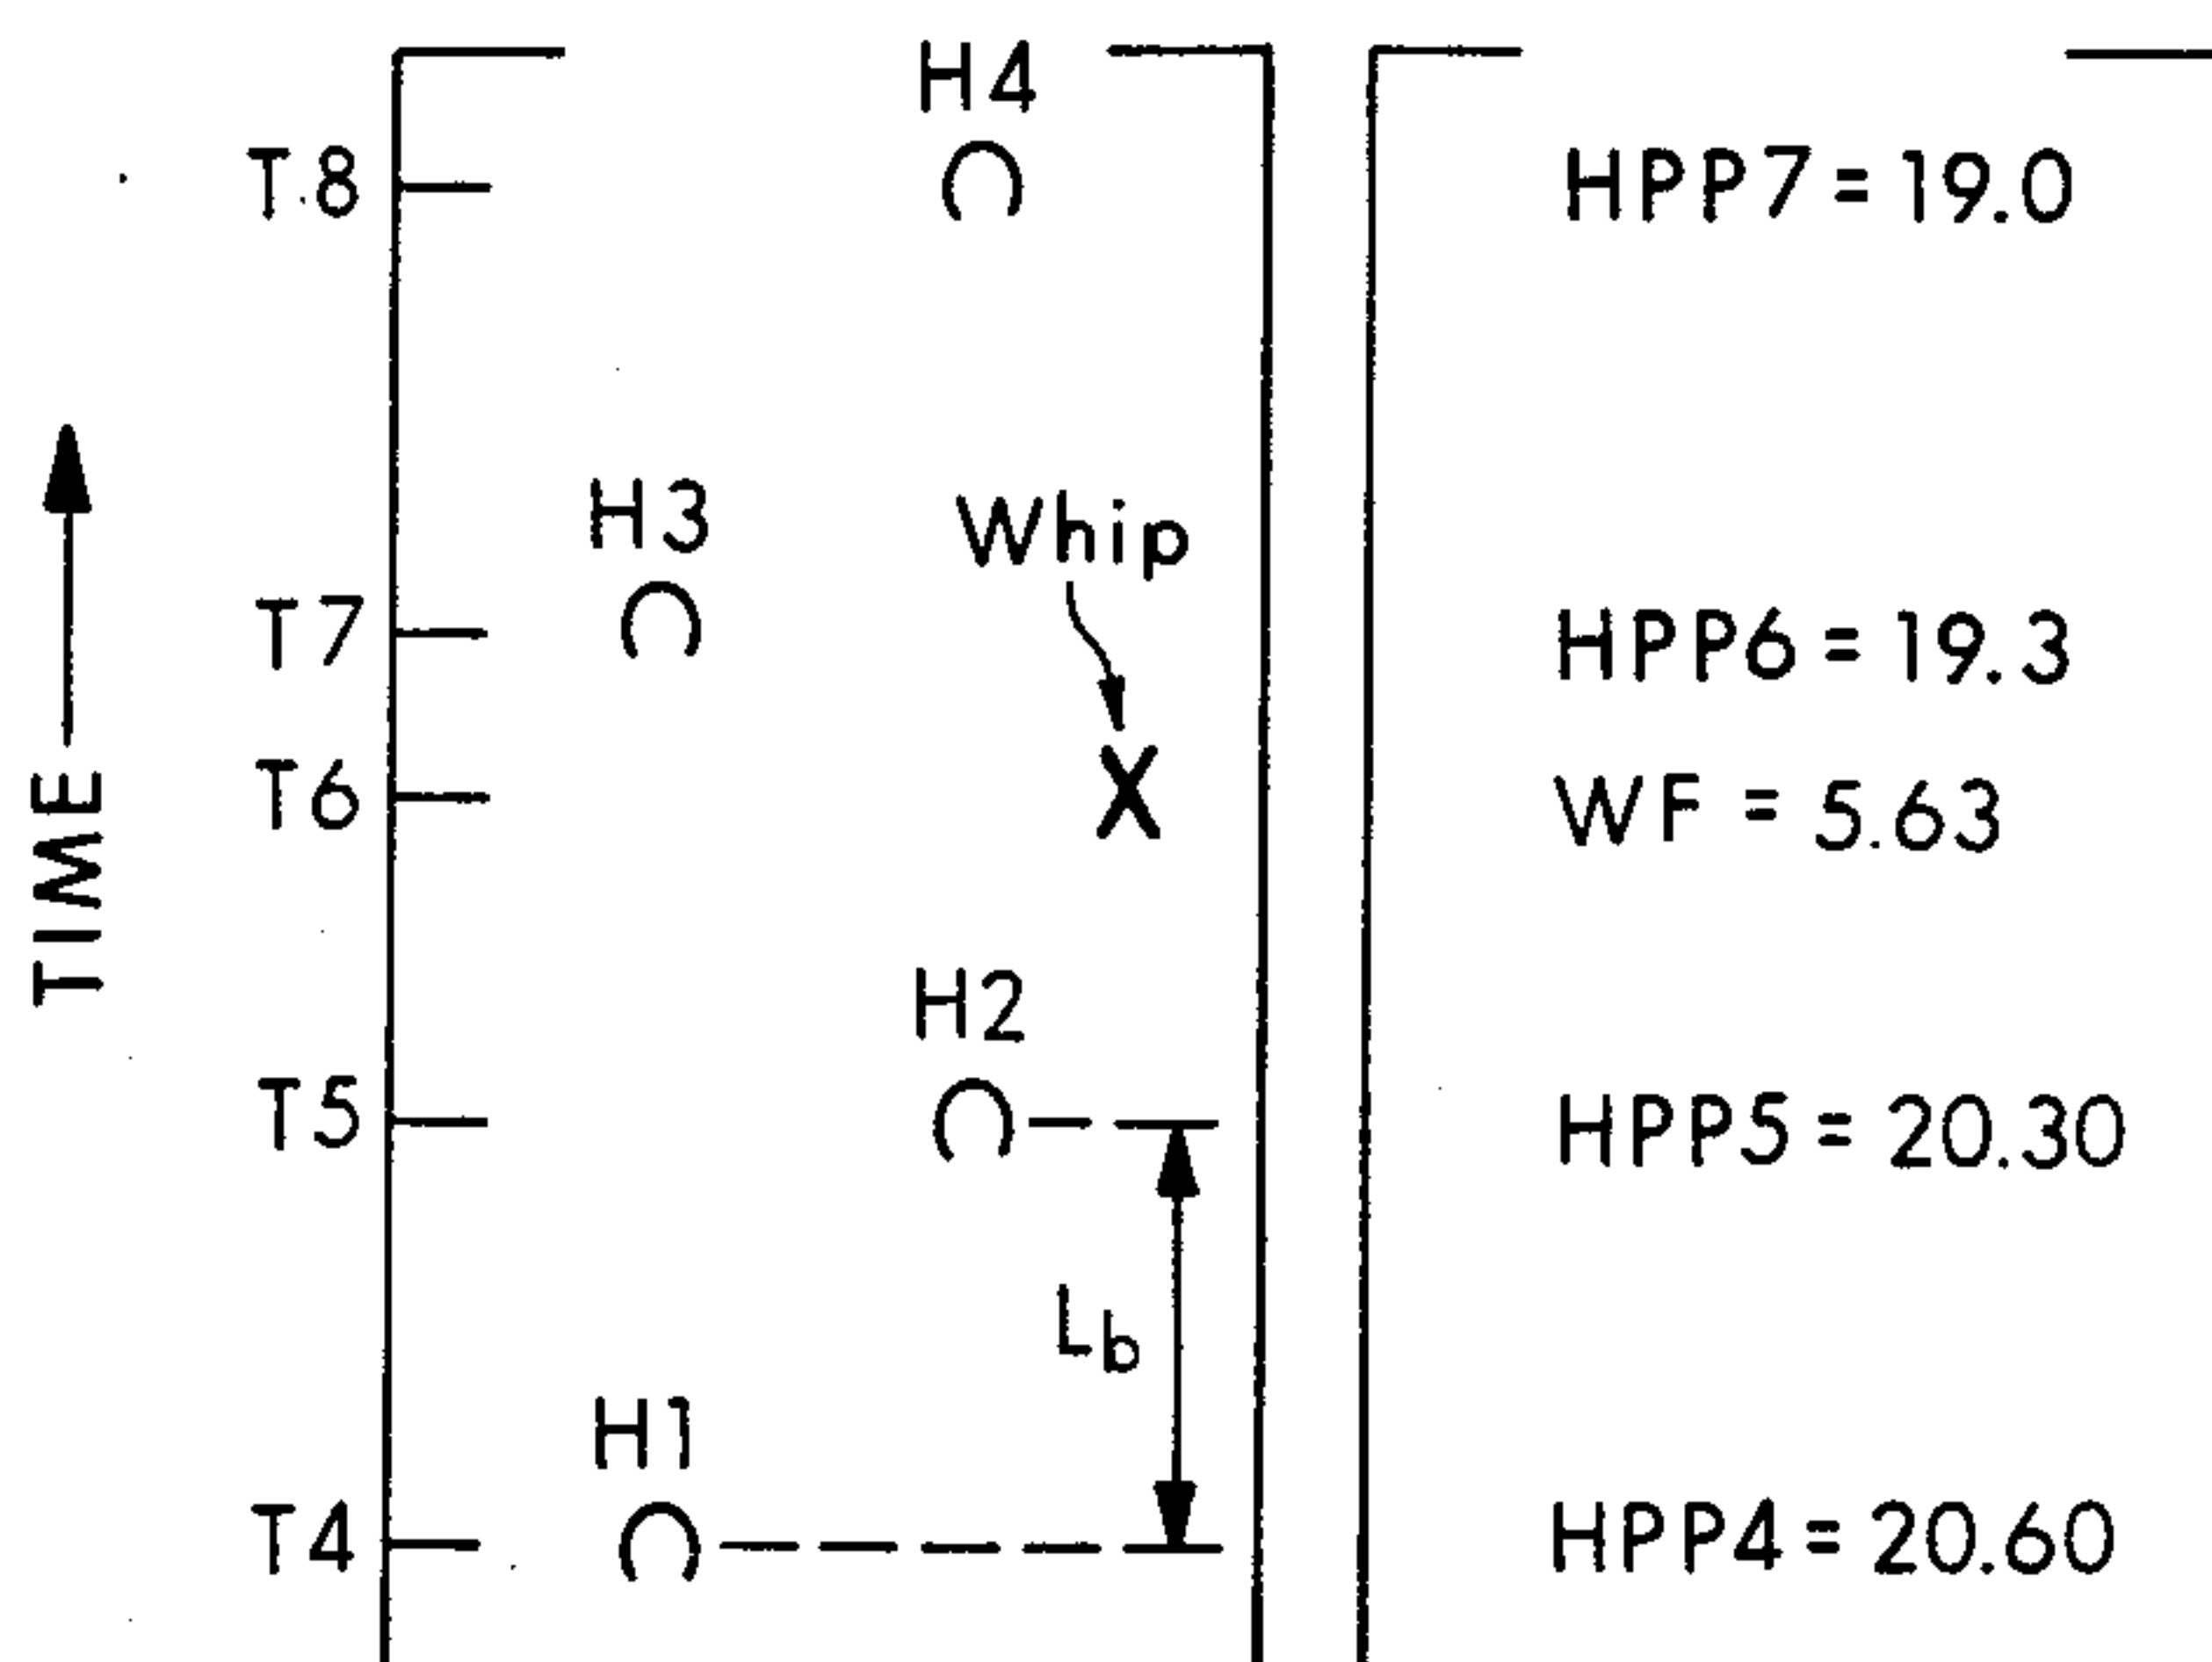 H4
T8
HPP7=19.0
H3
Whip
T7
HPP6=19.3
T6
X
WF = 5.63
TIME
H2
T5
HPP5=20.30
Lb
H1
T4
HPP4=20.60